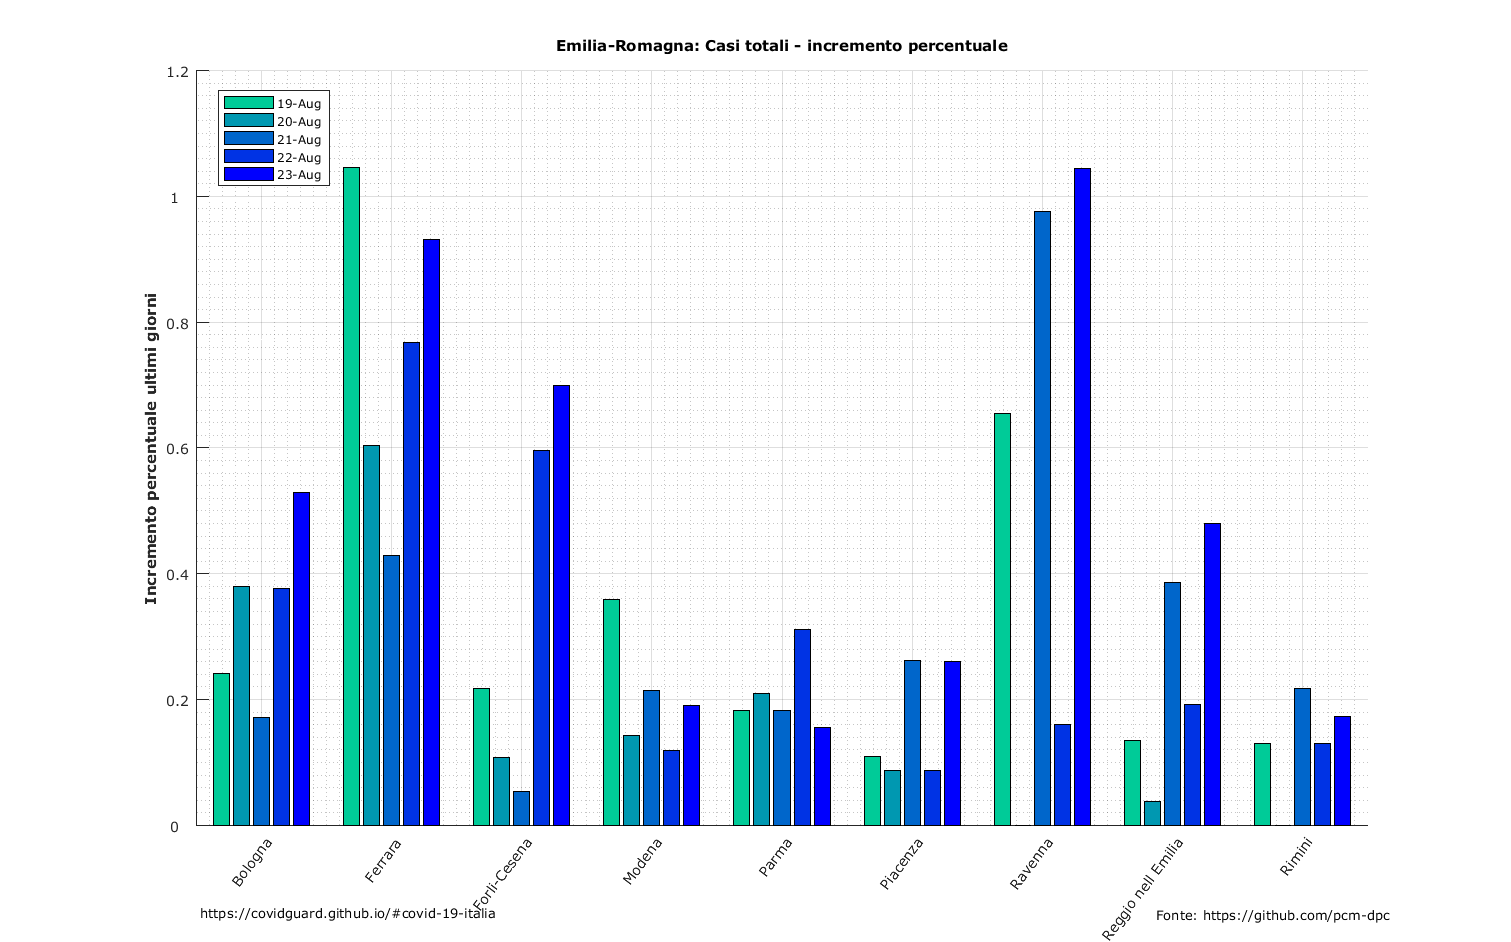 Emilia-Romagna: Casi totali - incremento percentuale
1.2
1
0.8
0.6
0.4
0.2
0
Incremento percentuale ultimi giorni
19-Aug
20-Aug
21-Aug
22-Aug
23-Aug
Bologna
Ferrara
Forlì-Cesena
Modena
Parma
Piacenza
Ravenna
Reggio nell Emilia
Rimini
https://covidguard.github.io/#covid-19-italia
Fonte: https://github.com/pcm-dpc